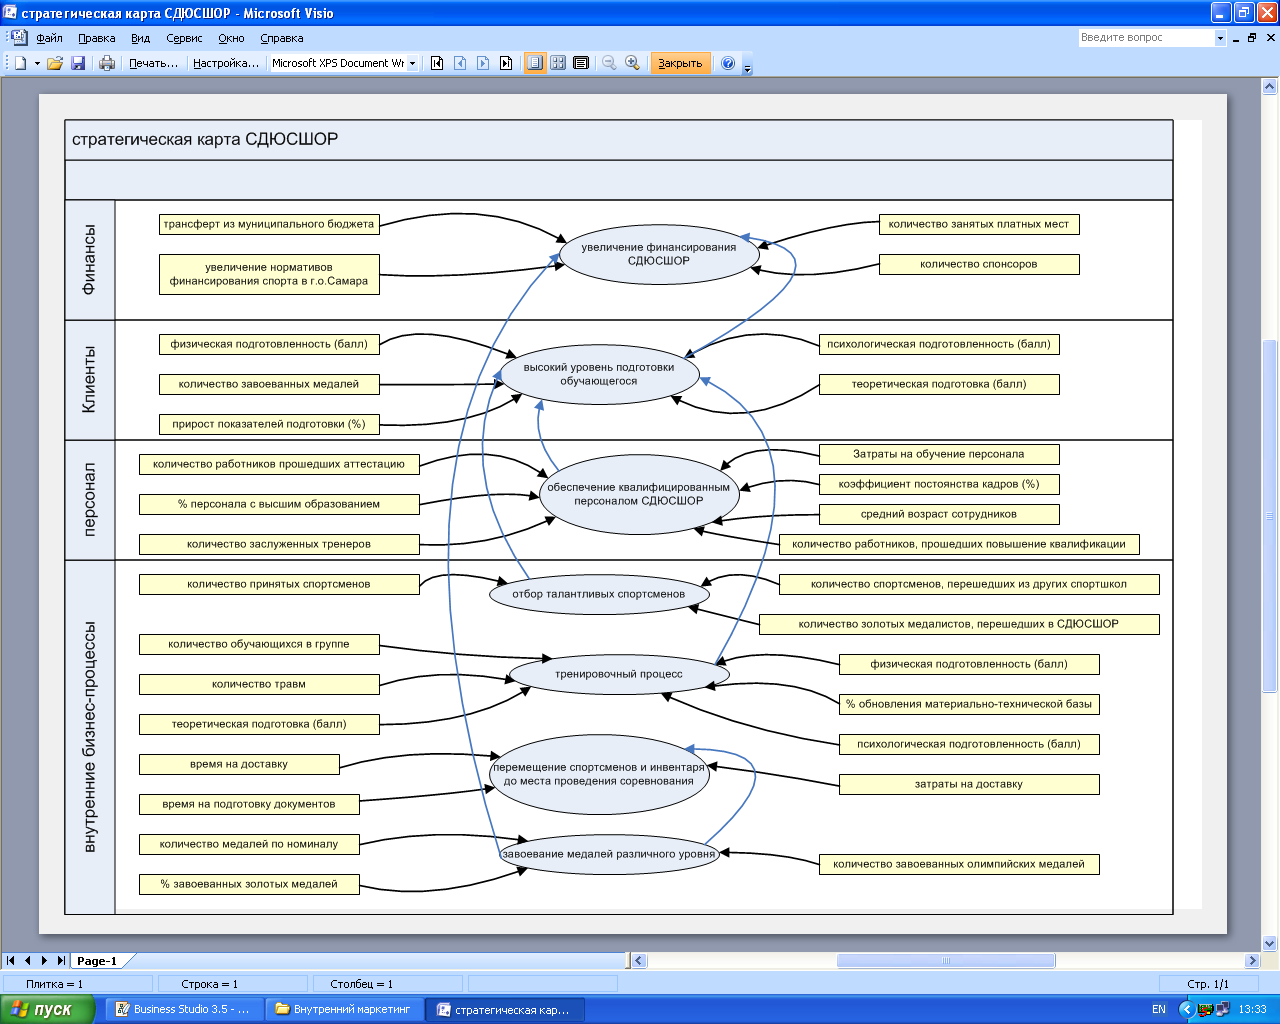 стратегическая карта СДЮСШОР - Microsoft Visio
Файл Правка Вид Сервис Окно Справка
Введите вопрос
Печать... Настройка... Microsoft XPS Document Wr Закрыть
стратегическая карта СДЮСШОР
Финансы
трансферт из муниципального бюджета
увеличение нормативов
финансирования спорта в г.о.Самара
увеличение финансирования
СДЮСШОР
количество занятых платных мест
количество спонсоров
Клиенты
физическая подготовленность (балл)
количество завоеванных медалей
прирост показателей подготовки (%)
высокий уровень подготовки
обучающегося
психологическая подготовленность (балл)
теоретическая подготовка (балл)
персонал
количество работников прошедших аттестацию
% персонала с высшим образованием
количество заслуженных тренеров
обеспечение квалифицированным
персоналом СДЮСШОР
Затраты на обучение персонала
коэффициент постоянства кадров (%)
средний возраст сотрудников
количество работников, прошедших повышение квалификации
внутренние бизнес-процессы
количество принятых спортсменов
отбор талантливых спортсменов
количество спортсменов, перешедших из других спортшкол
количество золотых медалистов, перешедших в СДЮСШОР
количество обучающихся в группе
количество травм
теоретическая подготовка (балл)
тренировочный процесс
физическая подготовленность (балл)
% обновления материально-технической базы
психологическая подготовленность (балл)
время на доставку
время на подготовку документов
перемещение спортсменов и инвентаря
до места проведения соревнования
затраты на доставку
количество медалей по номиналу
% завоеванных золотых медалей
завоевание медалей различного уровня
количество завоеванных олимпийских медалей
Page-1
Плитка = 1 Строка = 1 Столбец = 1 Стр. 1/1
пуск Business Studio 3.5 - ... Внутренний маркетинг стратегическая кар... EN 13:33